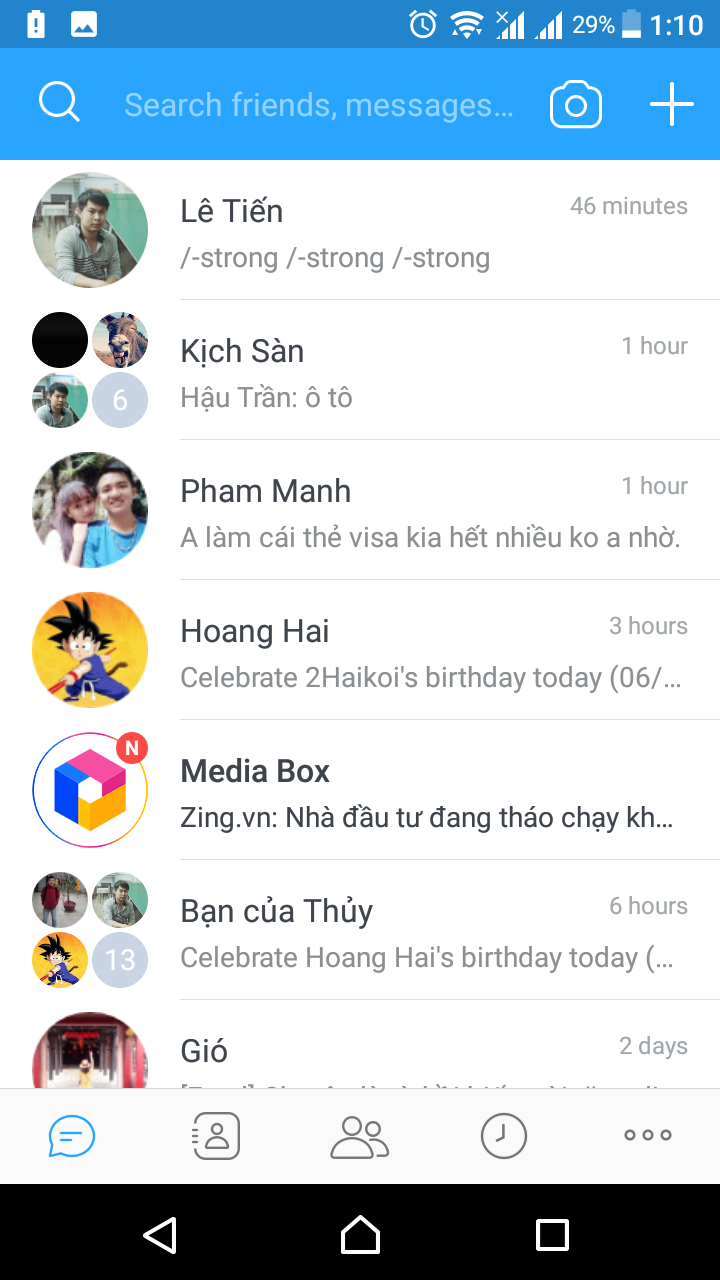 29% 1:10
Search friends, messages...
Lê Tiến 46 minutes
/-strong /-strong /-strong
Kịch Sàn 1 hour
6
Hậu Trần: ô tô
Pham Manh 1 hour
A làm cái thẻ visa kia hết nhiều ko a nhờ.
Hoang Hai 3 hours
Celebrate 2Haikoi's birthday today (06/...
N
Media Box
Zing.vn: Nhà đầu tư đang tháo chạy kh...
Bạn của Thủy 6 hours
13
Celebrate Hoang Hai's birthday today (...
Gió 2 days